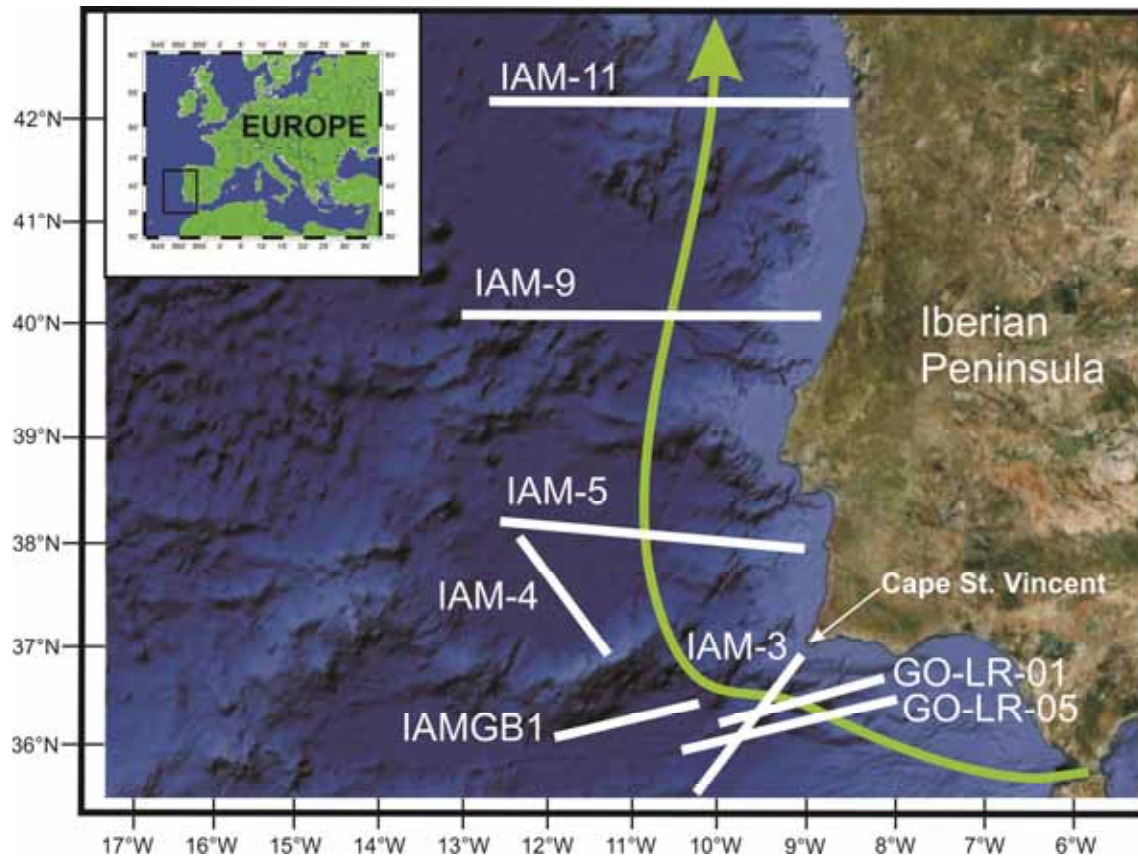 EUROPE
IAM-11
IAM-9
Iberian
Peninsula
IAM-5
IAM-4
Cape St. Vincent
IAM-3
GO-LR-01
GO-LR-05
IAMGB1
42°N
41°N
40°N
39°N
38°N
37°N
36°N
17°W
16°W
15°W
14°W
13°W
12°W
11°W
10°W
9°W
8°W
7°W
6°W